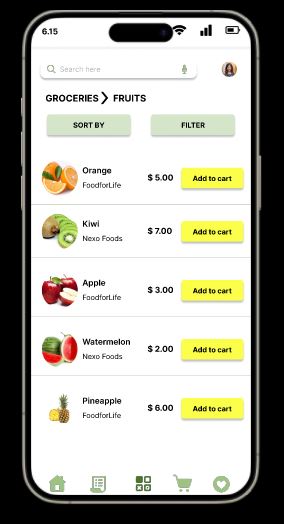 6.15
Search here
GROCERIES FRUITS
SORT BY FILTER
Orange
FoodforLife
$ 5.00
Add to cart
Kiwi
Nexo Foods
$ 7.00
Add to cart
Apple
FoodforLife
$ 3.00
Add to cart
Watermelon
Nexo Foods
$ 2.00
Add to cart
Pineapple
FoodforLife
$ 6.00
Add to cart